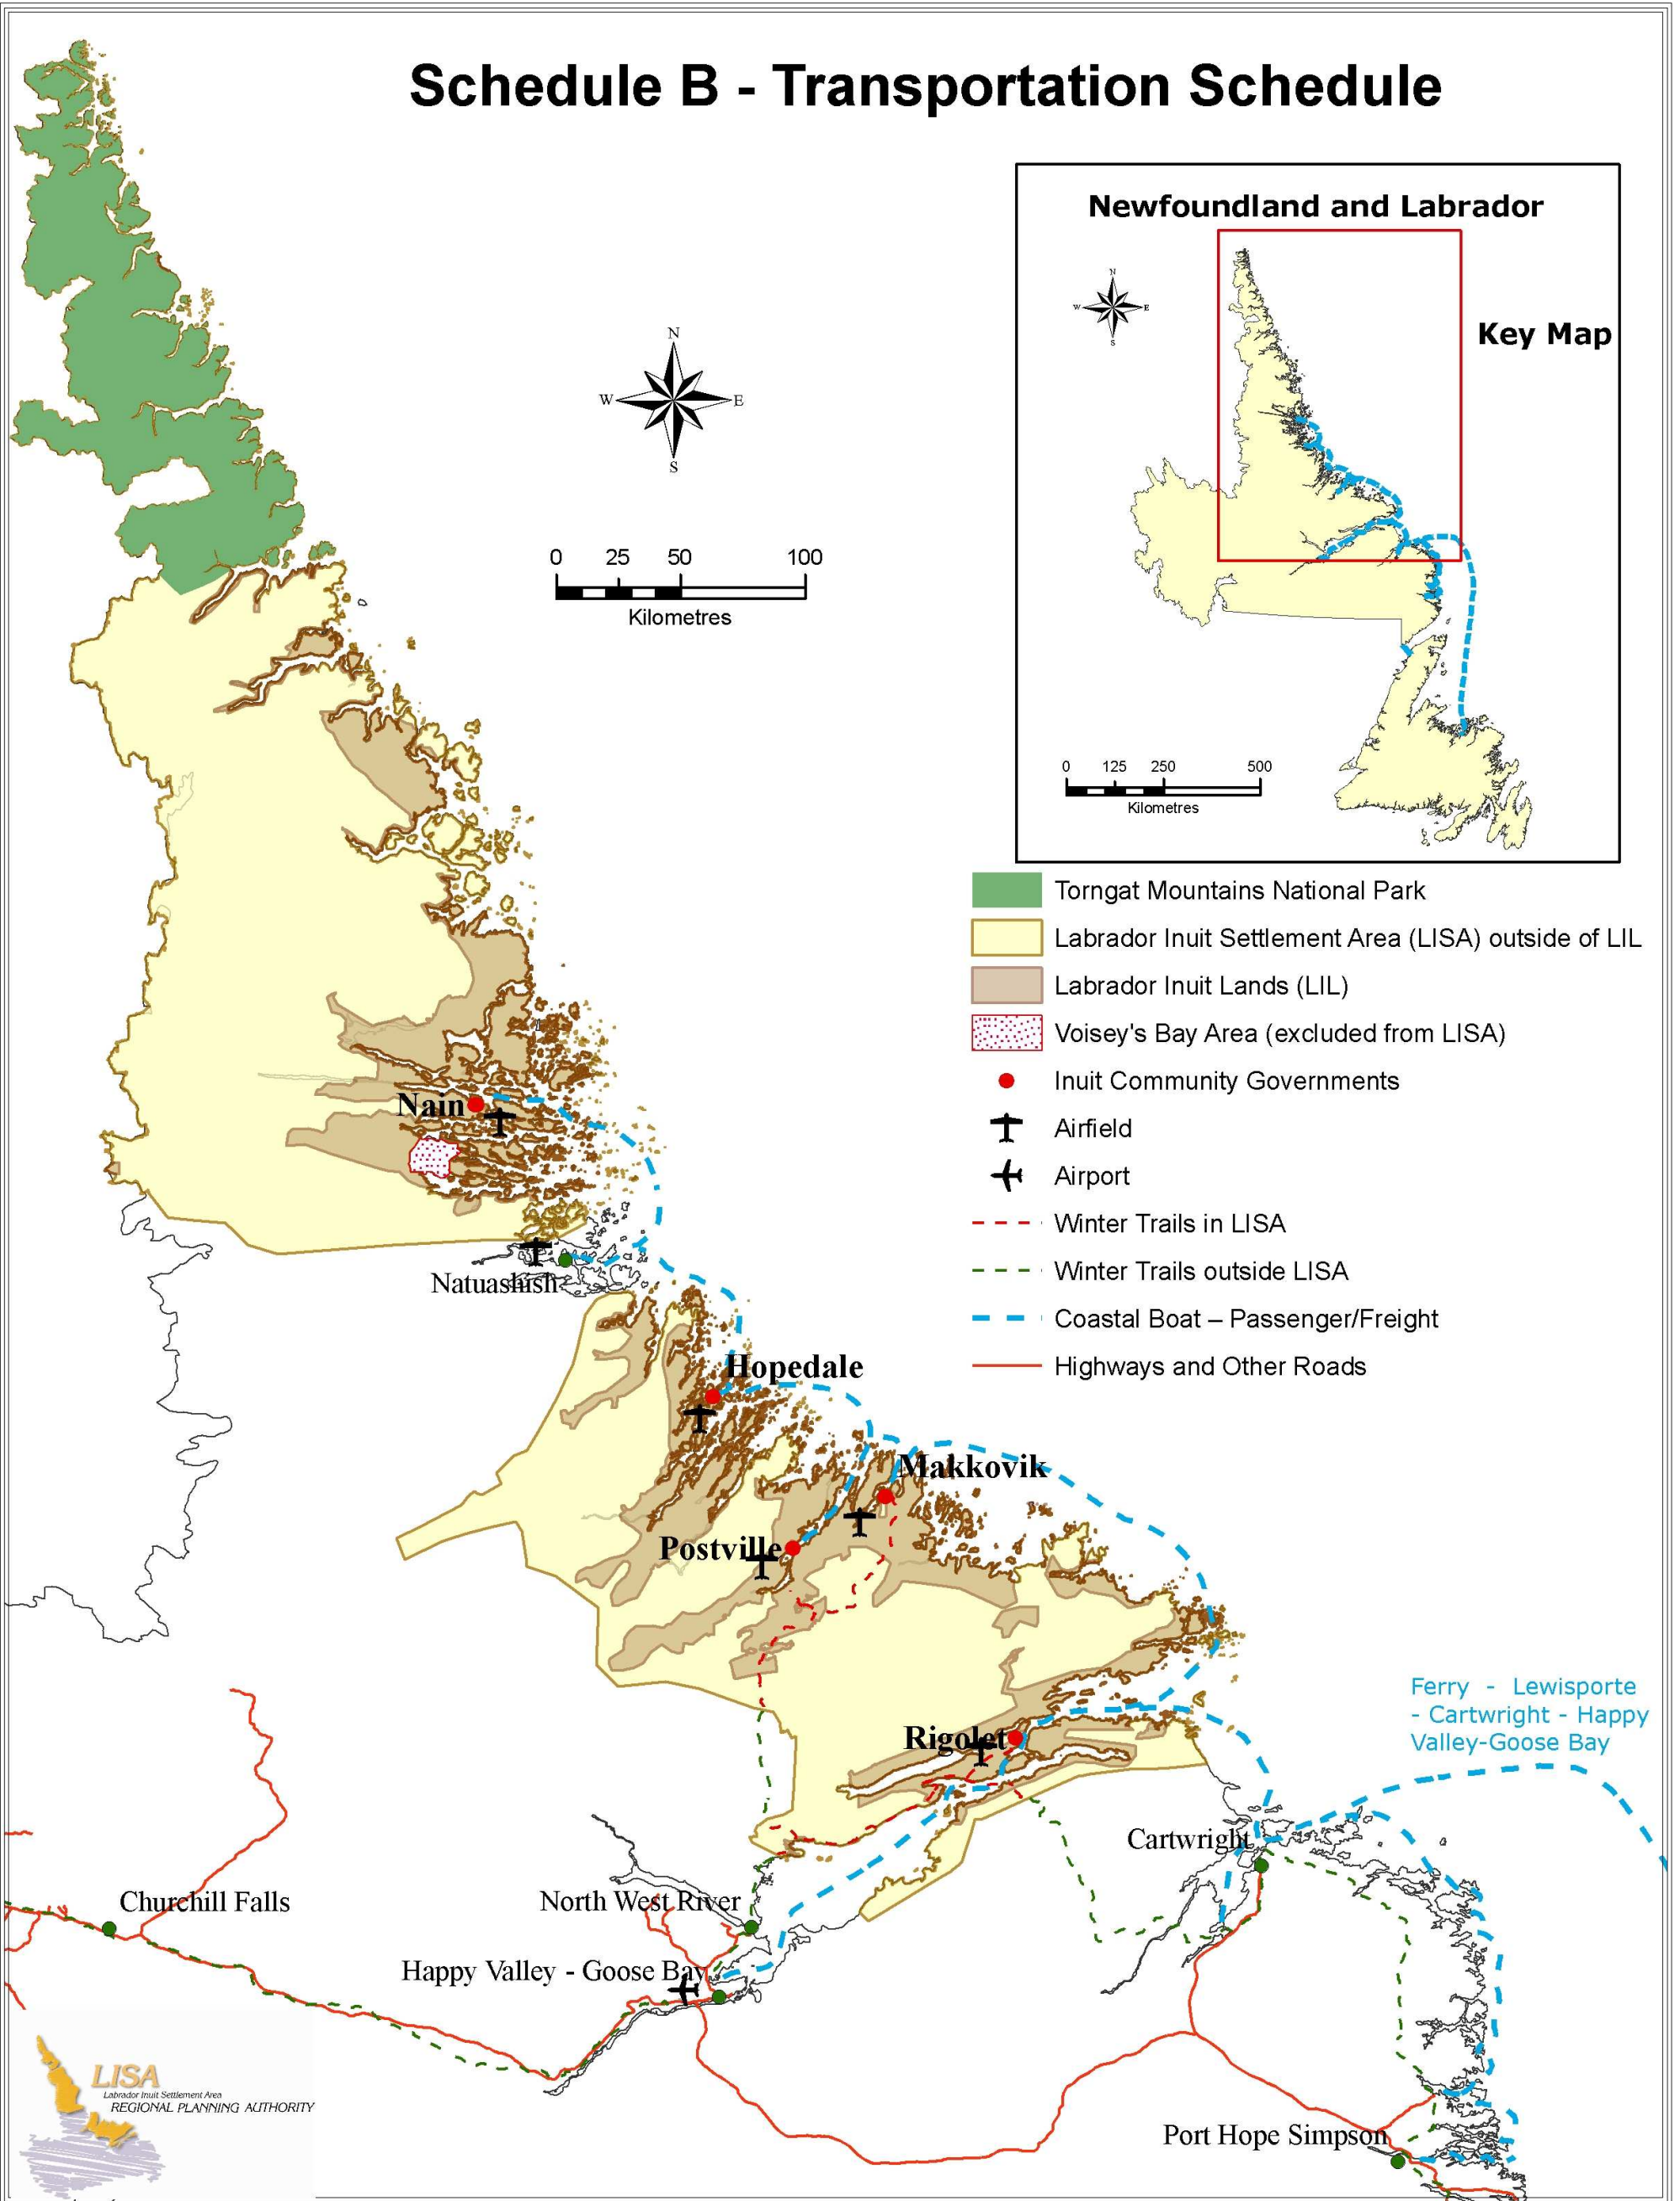 Schedule B - Transportation Schedule
Newfoundland and Labrador
N
W
E
S
Key Map
0 125 250 500
Kilometres
N
W
E
S
0 25 50 100
Kilometres
Torngat Mountains National Park
Labrador Inuit Settlement Area (LISA) outside of LIL
Labrador Inuit Lands (LIL)
Voisey's Bay Area (excluded from LISA)
Inuit Community Governments
Airfield
Airport
Winter Trails in LISA
Winter Trails outside LISA
Coastal Boat – Passenger/Freight
Highways and Other Roads
Nain
Natuashish
Hopedale
Makkovik
Postville
Rigolet
Ferry - Lewisporte
- Cartwright - Happy
Valley-Goose Bay
Cartwright
Churchill Falls
North West River
Happy Valley - Goose Bay
Port Hope Simpson
LISA
Labrador Inuit Settlement Area
REGIONAL PLANNING AUTHORITY